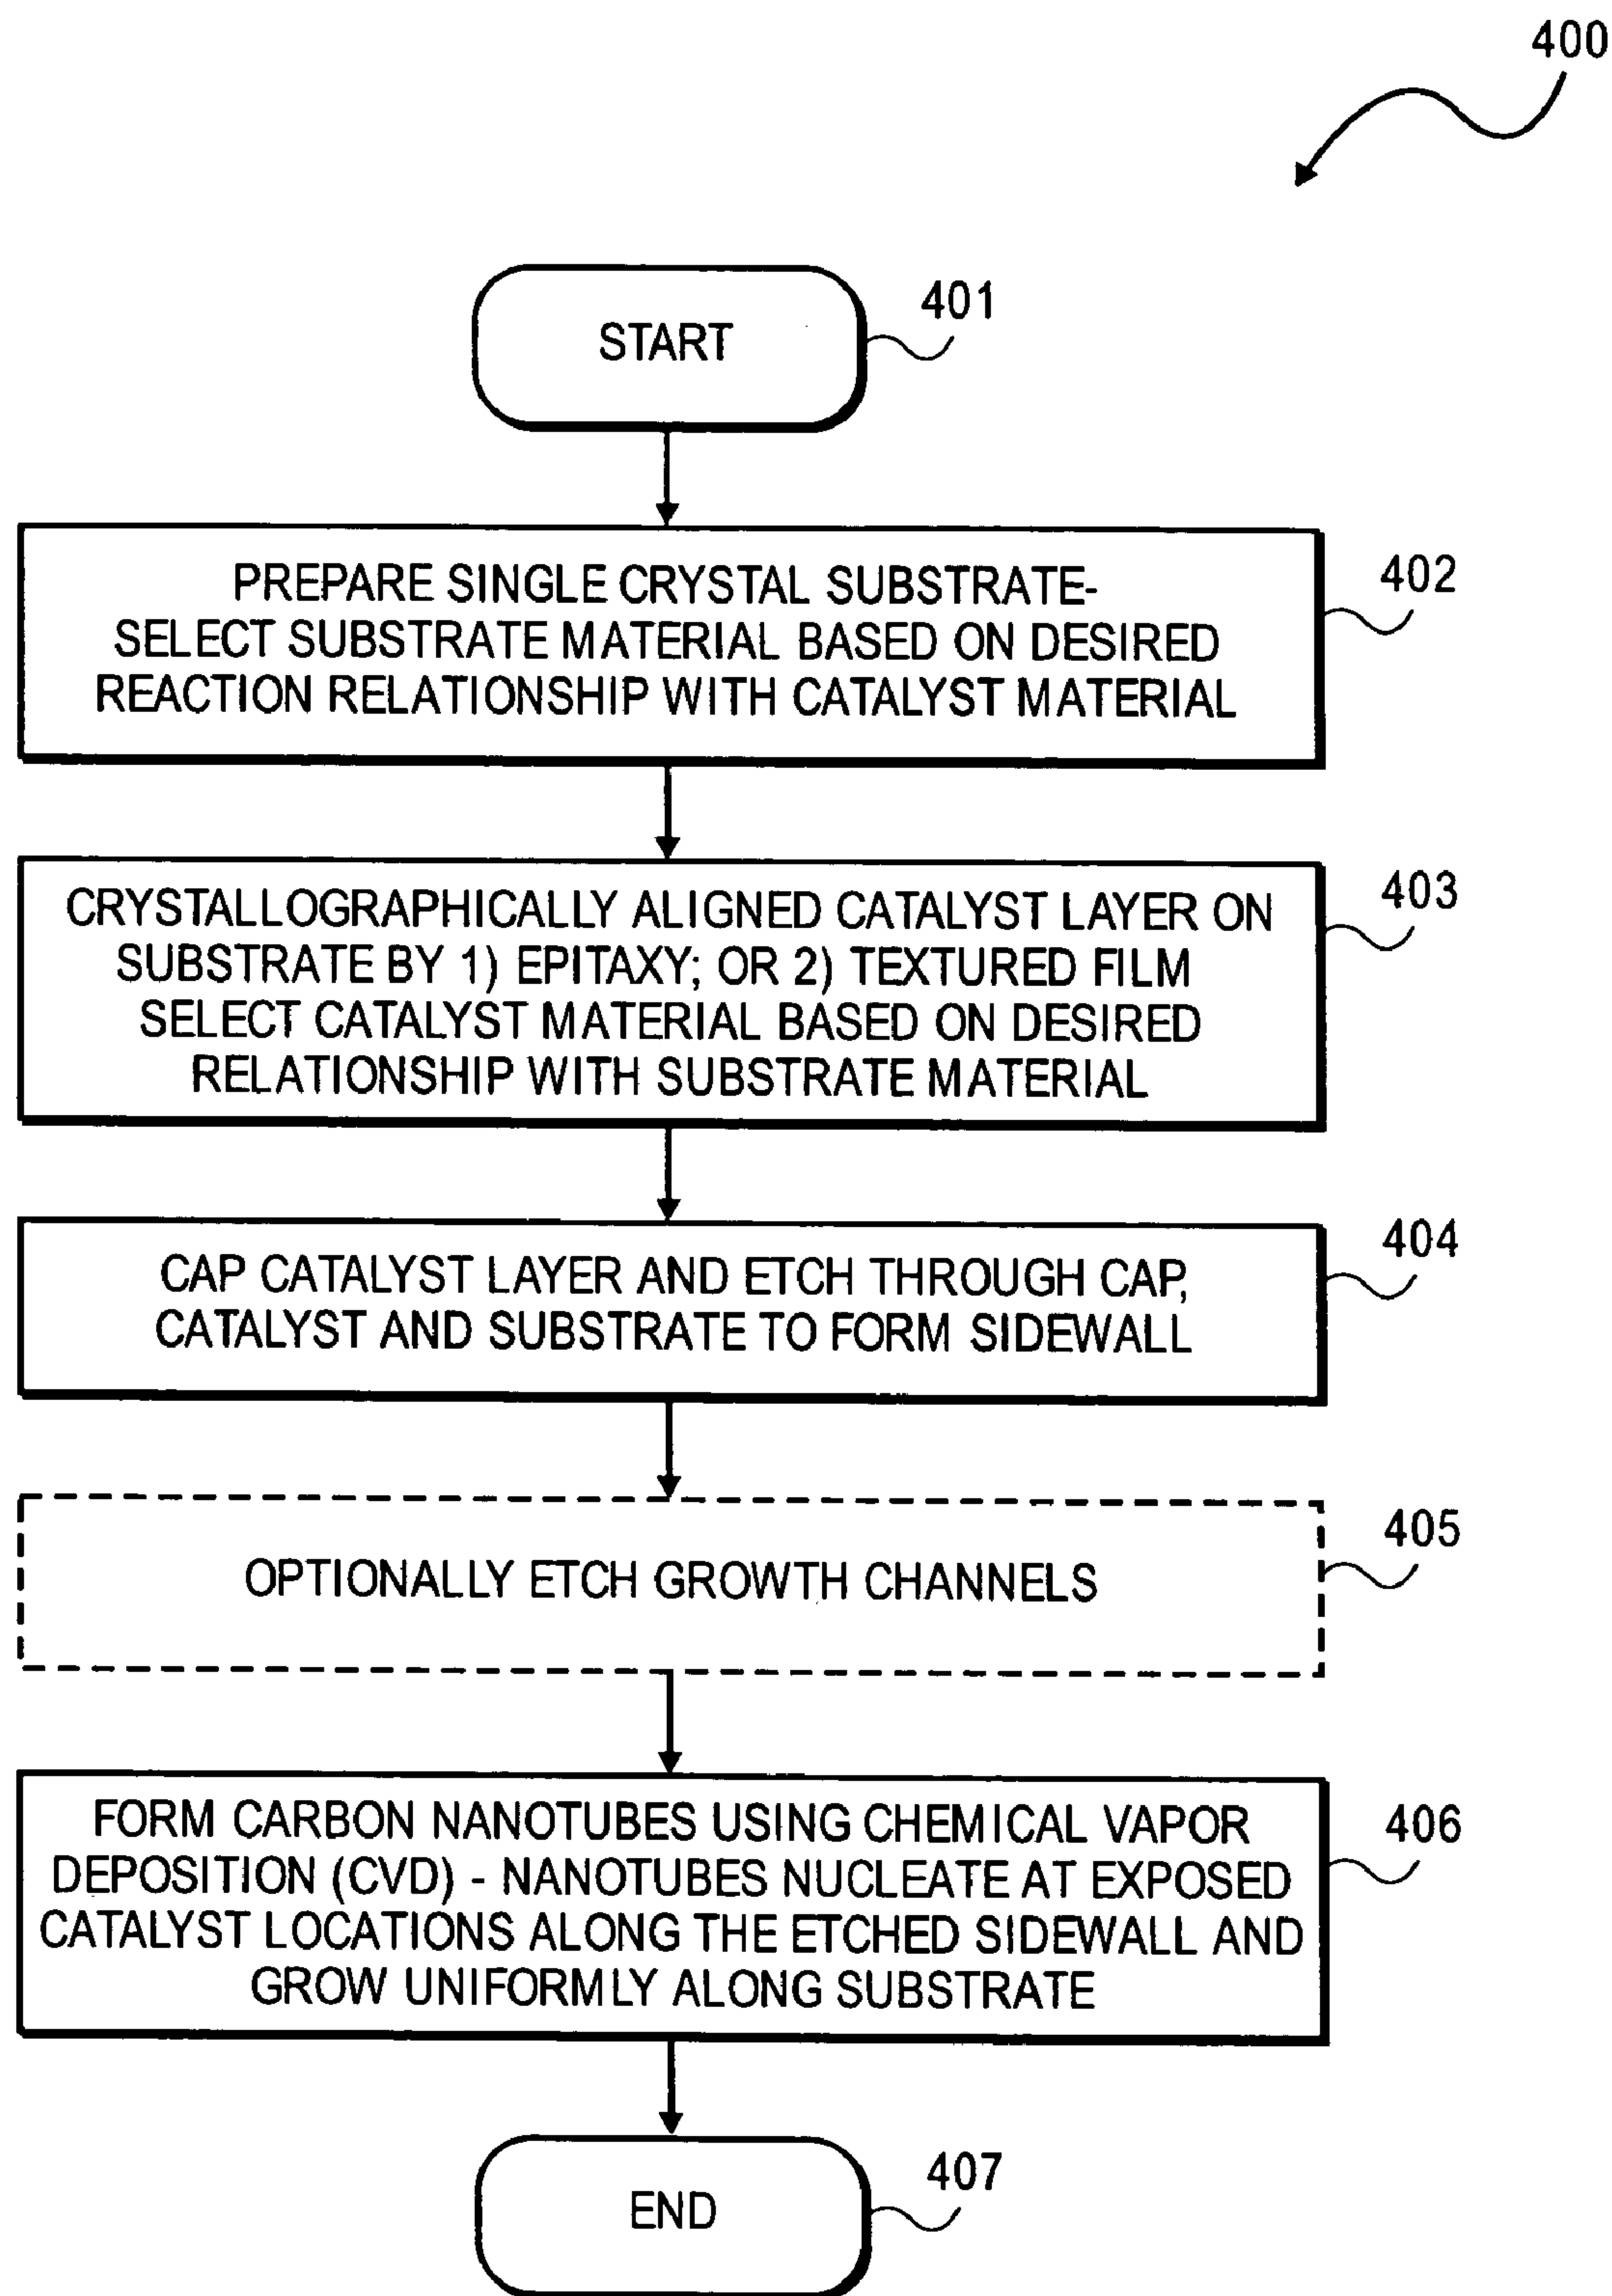 400
START
401
PREPARE SINGLE CRYSTAL SUBSTRATE-
SELECT SUBSTRATE MATERIAL BASED ON DESIRED
REACTION RELATIONSHIP WITH CATALYST MATERIAL
402
CRYSTALLOGRAPHICALLY ALIGNED CATALYST LAYER ON
SUBSTRATE BY 1) EPITAXY; OR 2) TEXTURED FILM
SELECT CATALYST MATERIAL BASED ON DESIRED
RELATIONSHIP WITH SUBSTRATE MATERIAL
403
CAP CATALYST LAYER AND ETCH THROUGH CAP,
CATALYST AND SUBSTRATE TO FORM SIDEWALL
404
OPTIONALLY ETCH GROWTH CHANNELS
405
FORM CARBON NANOTUBES USING CHEMICAL VAPOR
DEPOSITION (CVD) - NANOTUBES NUCLEATE AT EXPOSED
CATALYST LOCATIONS ALONG THE ETCHED SIDEWALL AND
GROW UNIFORMLY ALONG SUBSTRATE
406
END
407